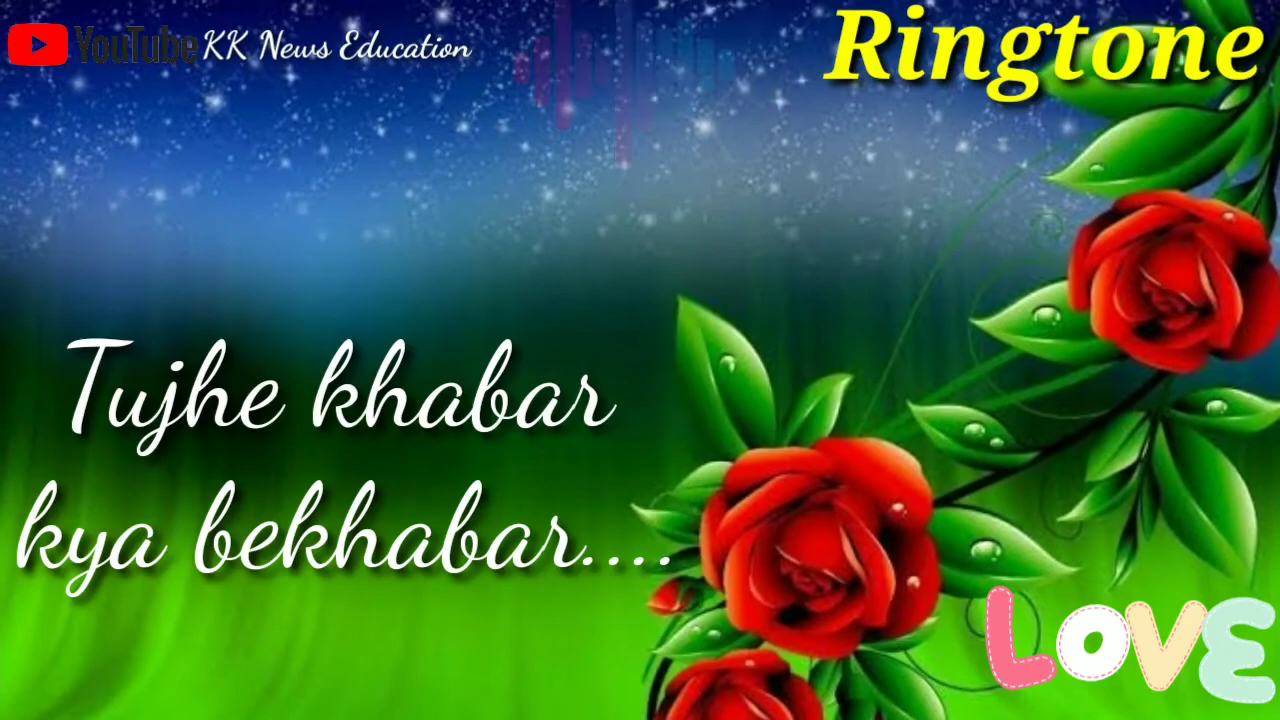 YouTube KK News Education
Ringtone
Tujhe khabar
kya bekhabar....
LOVE